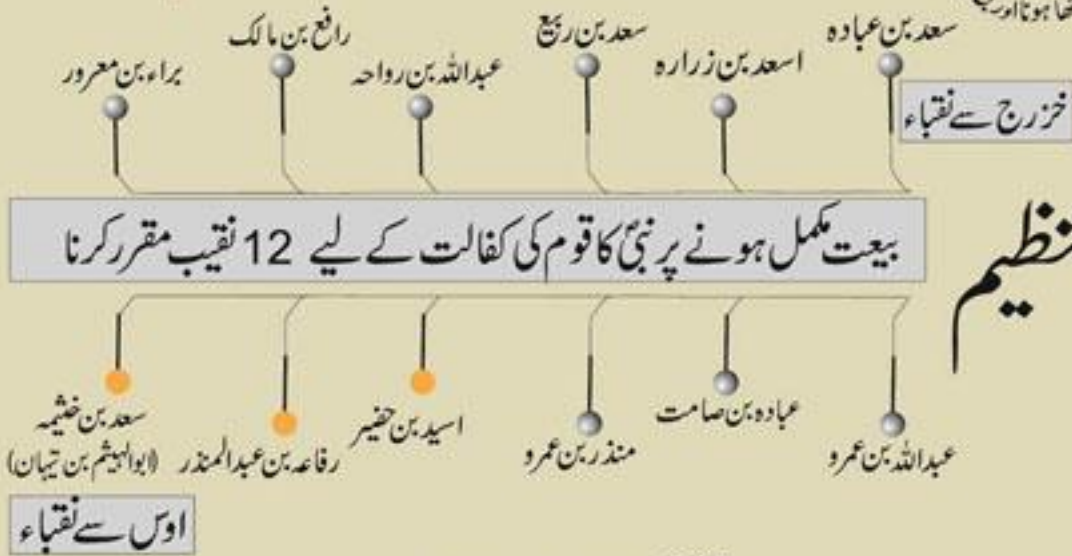 سعد بن عبادہ
اسعد بن زرارہ
سعد بن ربیع
عبداللہ بن رواحہ
رافع بن مالک
براء بن معرور
خزرج سے نقباء
بیعت مکمل ہونے پر نبیؐ کا قوم کی کفالت کے لیے 12 نقیب مقرر کرنا
عبداللہ بن عمرو
عبادہ بن صامت
منذر بن عمرو
اسید بن حضیر
رفاعہ بن عبدالمنذر
سعد بن خثیمہ
(ابوالہیثم بن تیہان)
اوس سے نقباء